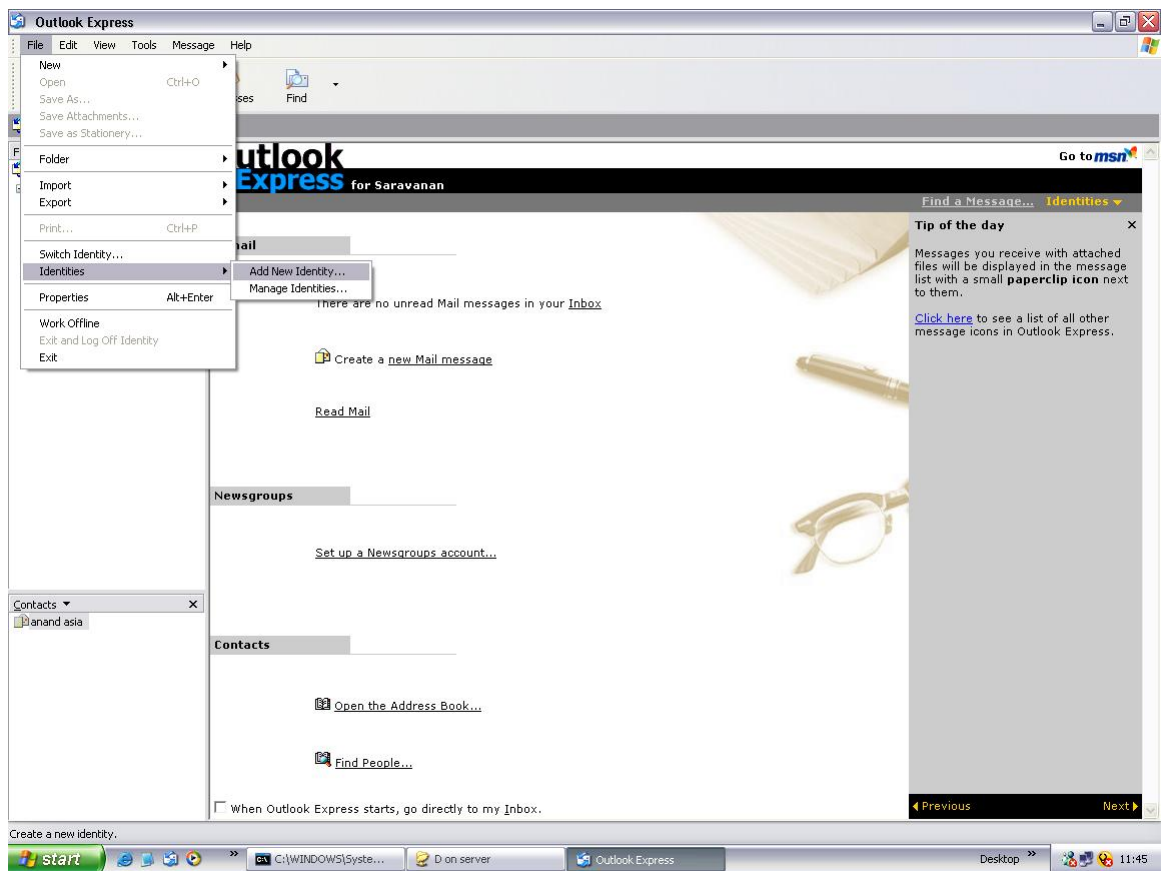 Outlook Express
File Edit View Tools Message Help
New
Open Ctrl+O
Save As...
Save Attachments...
Save as Stationery...
Folder
Import
Export
Print... Ctrl+P
Switch Identity...
Identities
Properties Alt+Enter
Work Offline
Exit and Log Off Identity
Exit
Add New Identity...
Manage Identities...
sses Find
F
utlook
Express for Saravanan
Go to msn
Find a Message... Identities
ail
There are no unread Mail messages in your Inbox
Create a new Mail message
Read Mail
Newsgroups
Set up a Newsgroups account...
Contacts
Open the Address Book...
Find People...
When Outlook Express starts, go directly to my Inbox.
Tip of the day
Messages you receive with attached
files will be displayed in the message
list with a small paperclip icon next
to them.
Click here to see a list of all other
message icons in Outlook Express.
Previous Next
Contacts
anand asia
Create a new identity.
start » C:\WINDOWS\Syste... D on server Outlook Express Desktop » 11:45